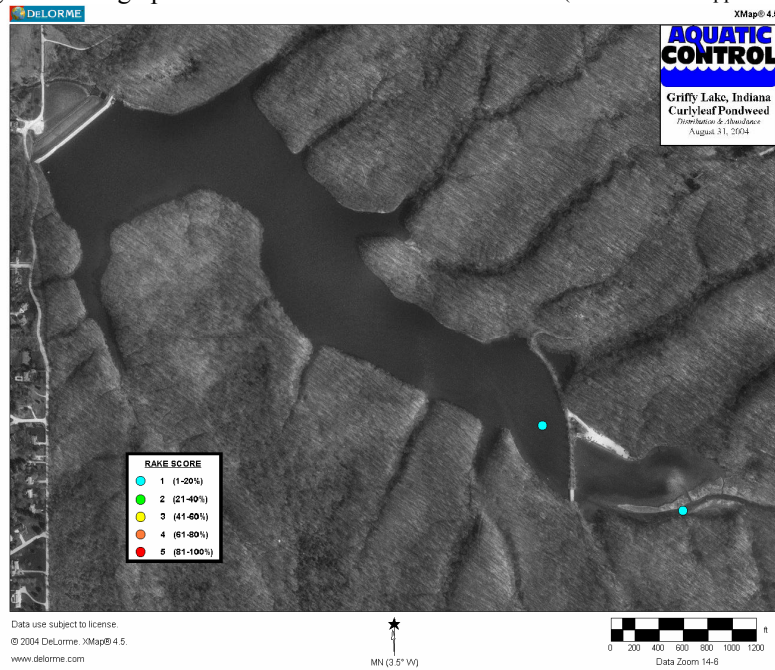 DELORME
XMap® 4.5
AQUATIC
CONTROL
Griffy Lake, Indiana
Curlyleaf Pondweed
Distribution & Abundance
August 31, 2004
RAKE SCORE
1 (1-20%)
2 (21-40%)
3 (41-60%)
4 (61-80%)
5 (81-100%)
Data use subject to license.
© 2004 DeLorme. XMap® 4.5.
www.delorme.com
MN (3.5° W)
ft
0 200 400 600 800 1000 1200
Data Zoom 14-6